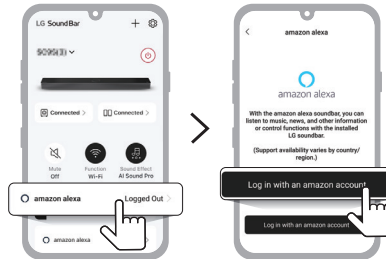 LG Sound Bar
Connected >
Connected >
Mute
Off
Function
Wi-Fi
Sound Effect
AI Sound Pro
amazon alexa
Logged Out >
amazon alexa
>
amazon alexa
amazon alexa
With the amazon alexa soundbar, you can
listen to music, news, and other information
or control functions with the installed
LG soundbar.
(Support availability varies by country/
region.)
Log in with an amazon account
Log in with an amazon account